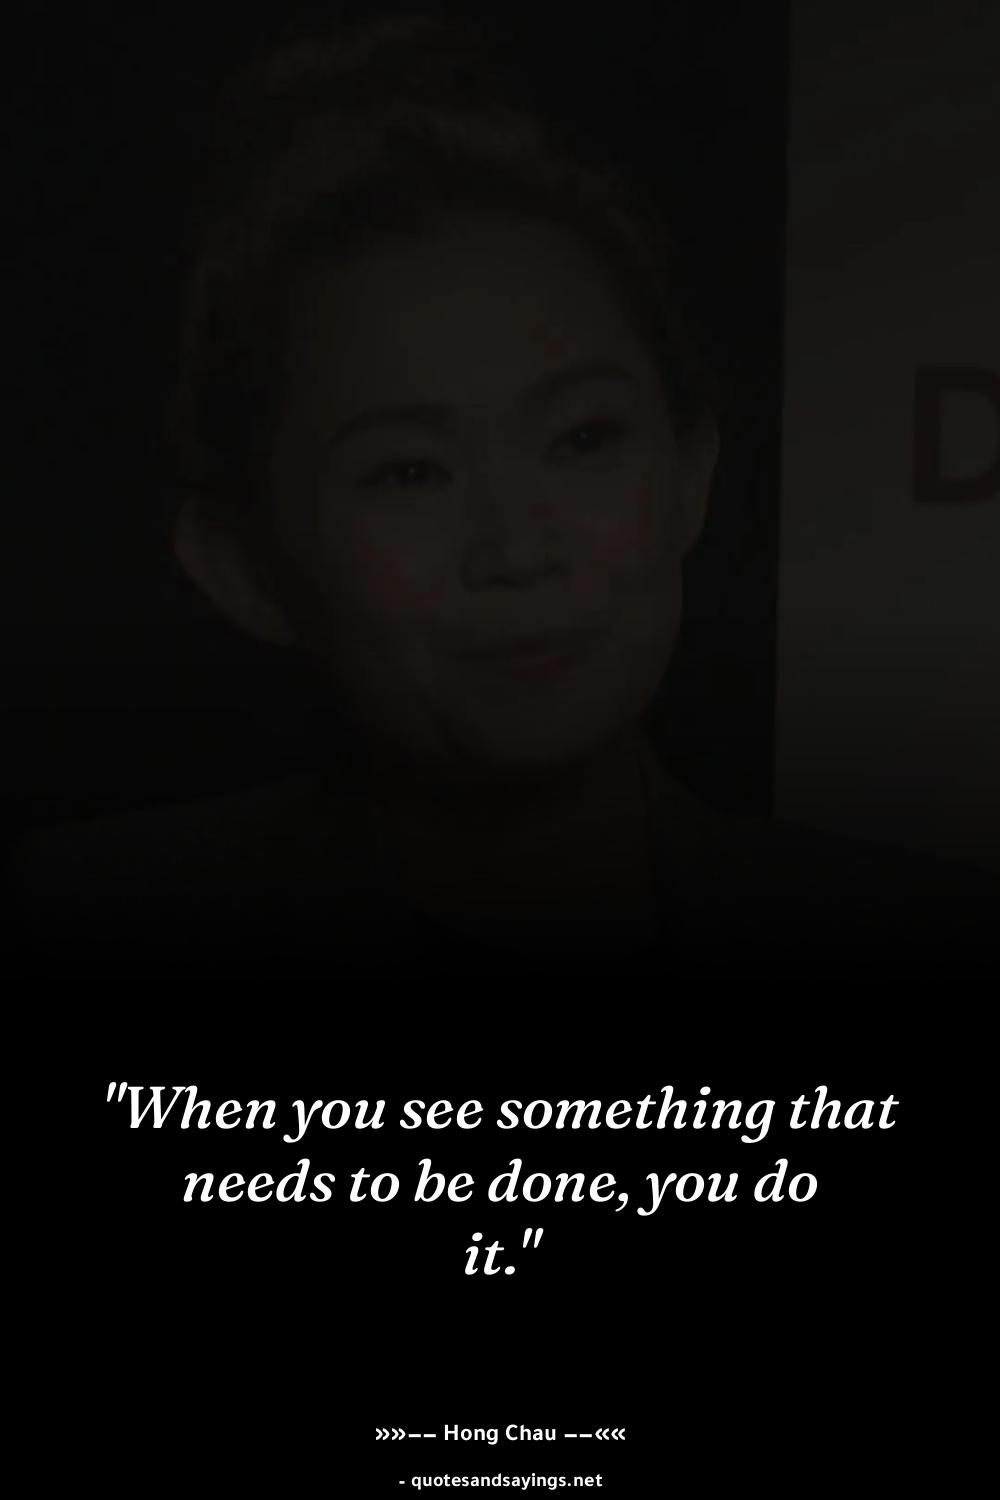 D
"When you see something that
needs to be done, you do
it."
»»–– Hong Chau ––««
- quotesandsayings.net